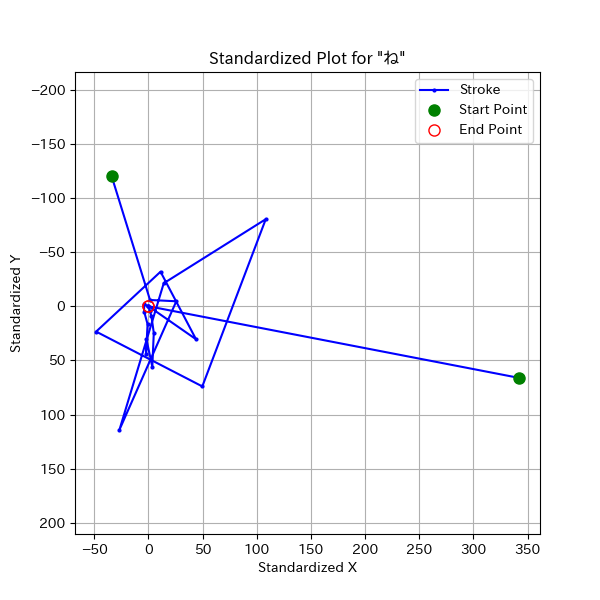 Standardized Plot for "ね"
Stroke
Start Point
End Point
−200
−150
−100
−50
0
50
100
150
200
Standardized Y
−50 0 50 100 150 200 250 300 350
Standardized X